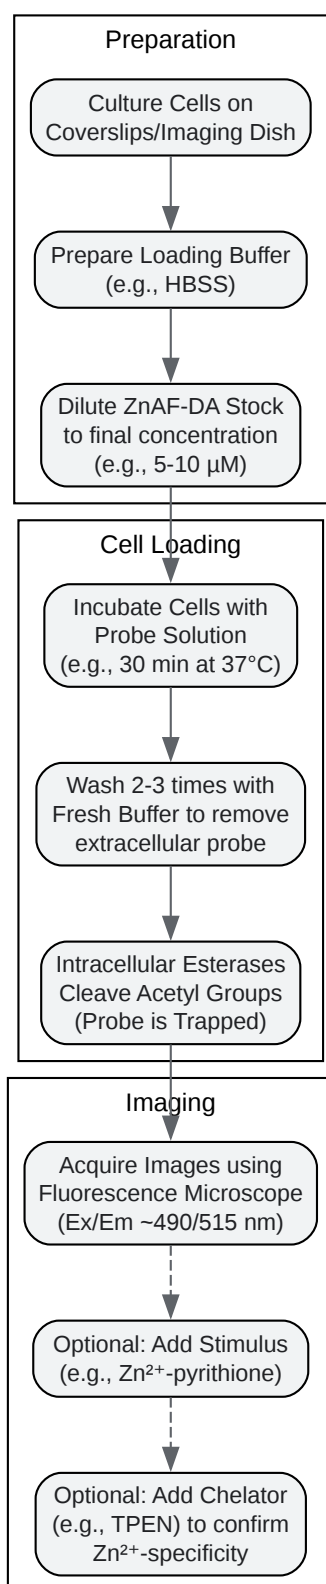 Preparation
Culture Cells on
Coverslips/Imaging Dish
Prepare Loading Buffer
(e.g., HBSS)
Dilute ZnAF-DA Stock
to final concentration
(e.g., 5-10 µM)
Cell Loading
Incubate Cells with
Probe Solution
(e.g., 30 min at 37°C)
Wash 2-3 times with
Fresh Buffer to remove
extracellular probe
Intracellular Esterases
Cleave Acetyl Groups
(Probe is Trapped)
Imaging
Acquire Images using
Fluorescence Microscope
(Ex/Em ~490/515 nm)
Optional: Add Stimulus
(e.g., Zn²⁺-pyrithione)
Optional: Add Chelator
(e.g., TPEN) to confirm
Zn²⁺-specificity